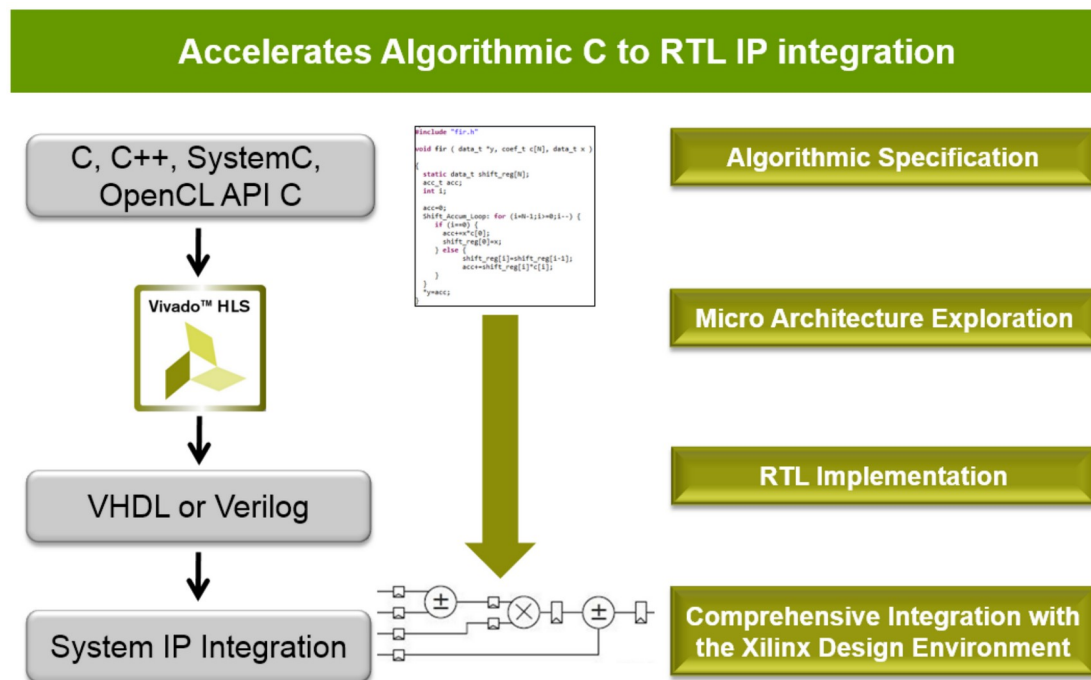 Accelerates Algorithmic C to RTL IP integration
C, C++, SystemC,
OpenCL API C
Vivado™ HLS
VHDL or Verilog
System IP Integration
#include "fir.h"
void fir ( data_t *y, coef_t c[N], data_t x )
{
static data_t shift_reg[N];
acc_t acc;
int i;
acc=0;
Shift_Accum_Loop: for (i=N-1;i>=0;i--) {
if (i==0) {
acc+=x*c[0];
shift_reg[0]=x;
} else {
shift_reg[i]=shift_reg[i-1];
acc+=shift_reg[i]*c[i];
}
}
*y=acc;
}
±
×
±
Algorithmic Specification
Micro Architecture Exploration
RTL Implementation
Comprehensive Integration with
the Xilinx Design Environment